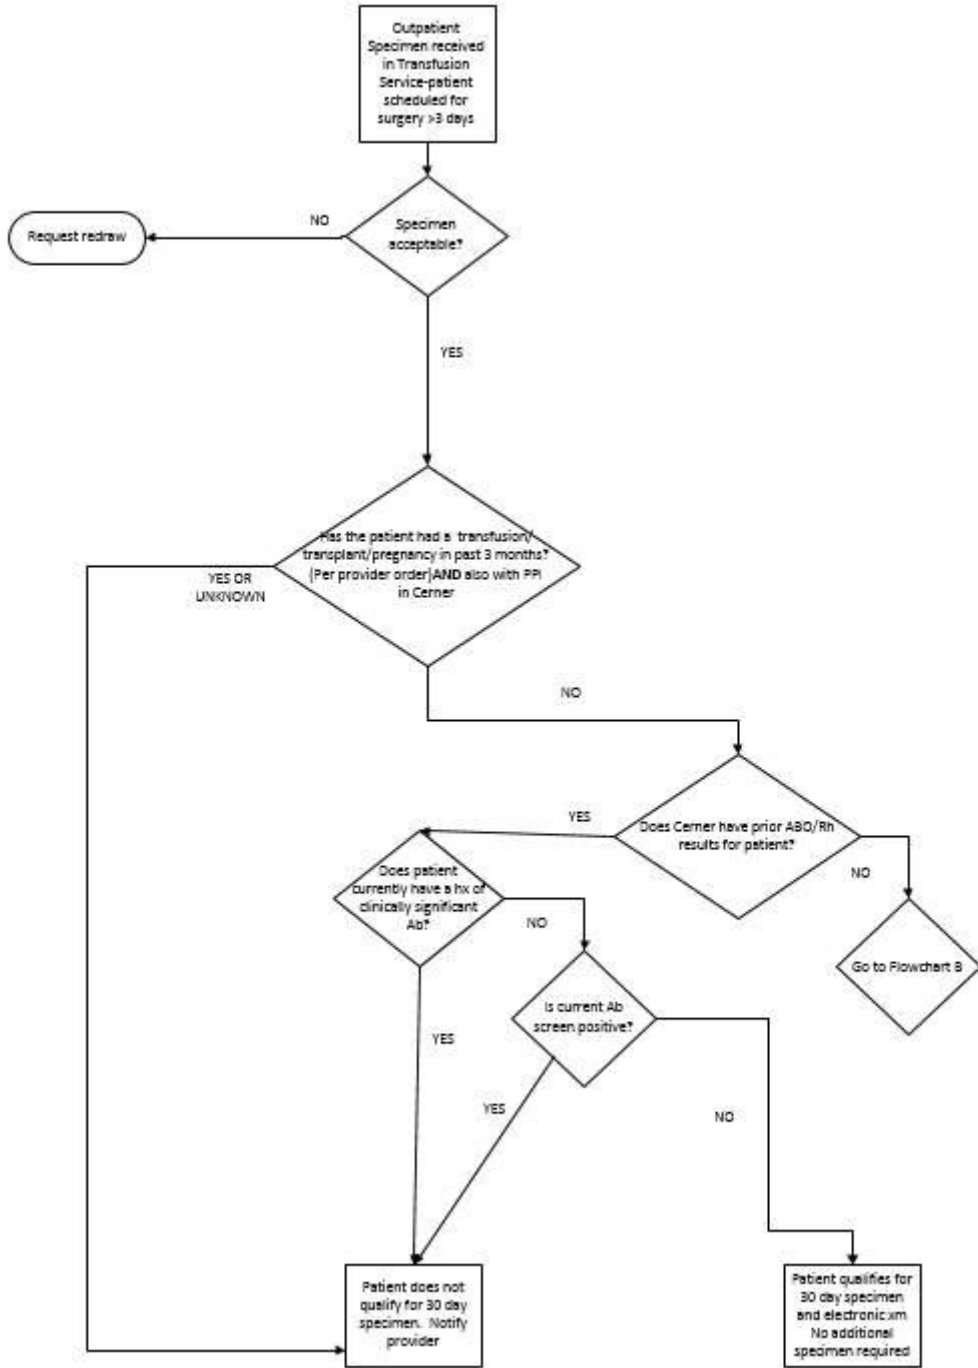 Outpatient
Specimen received
in Transfusion
Service-patient
scheduled for
surgery >3 days
NO
Request redraw
Specimen
acceptable?
YES
Has the patient had a transfusion/
transplant/pregnancy in past 3 months?
(Per provider order)AND also with PPI
in Cerner
YES OR
UNKNOWN
NO
YES
Does Cerner have prior ABO/Rh
results for patient?
NO
Does patient
currently have a hx of
clinically significant
Ab?
NO
Go to Flowchart B
Is current Ab
screen positive?
YES
YES
NO
Patient does not
qualify for 30 day
specimen. Notify
provider
Patient qualifies for
30 day specimen
and electronic xm
No additional
specimen required